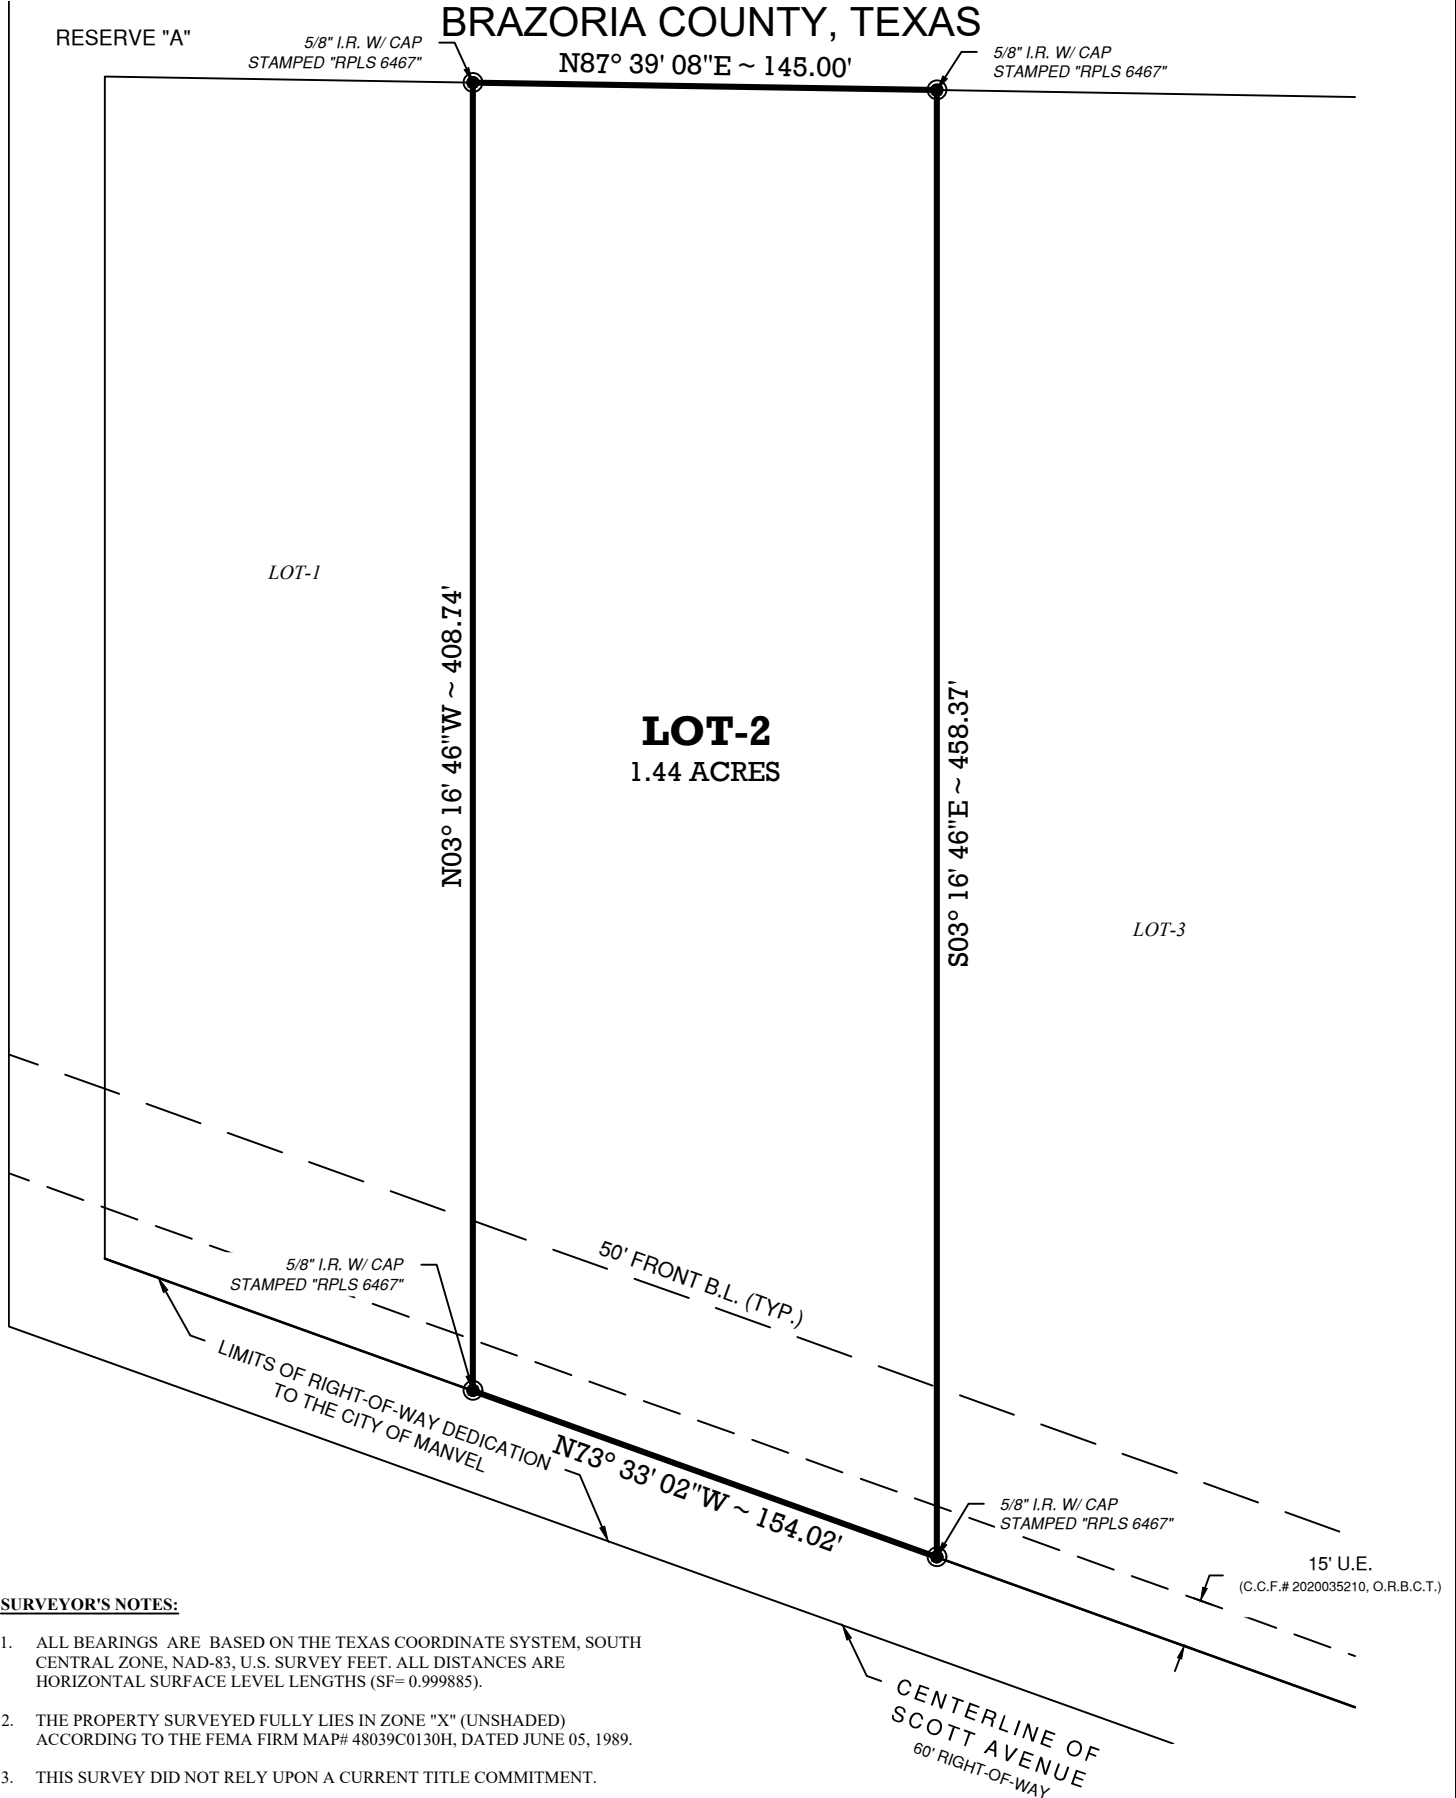 BRAZORIA COUNTY, TEXAS
RESERVE "A"
5/8" I.R. W/ CAP
STAMPED "RPLS 6467"
N87° 39' 08"E ~ 145.00'
5/8" I.R. W/ CAP
STAMPED "RPLS 6467"
LOT-1
N03° 16' 46"W ~ 408.74'
LOT-2
1.44 ACRES
S03° 16' 46"E ~ 458.37'
LOT-3
50' FRONT B.L. (TYP.)
5/8" I.R. W/ CAP
STAMPED "RPLS 6467"
LIMITS OF RIGHT-OF-WAY DEDICATION
TO THE CITY OF MANVEL
N73° 33' 02"W ~ 154.02'
5/8" I.R. W/ CAP
STAMPED "RPLS 6467"
15' U.E.
(C.C.F.# 2020035210, O.R.B.C.T.)
CENTERLINE OF
SCOTT AVENUE
60' RIGHT-OF-WAY
SURVEYOR'S NOTES:
1. ALL BEARINGS ARE BASED ON THE TEXAS COORDINATE SYSTEM, SOUTH
CENTRAL ZONE, NAD-83, U.S. SURVEY FEET. ALL DISTANCES ARE
HORIZONTAL SURFACE LEVEL LENGTHS (SF= 0.999885).
2. THE PROPERTY SURVEYED FULLY LIES IN ZONE "X" (UNSHADED)
ACCORDING TO THE FEMA FIRM MAP# 48039C0130H, DATED JUNE 05, 1989.
3. THIS SURVEY DID NOT RELY UPON A CURRENT TITLE COMMITMENT.